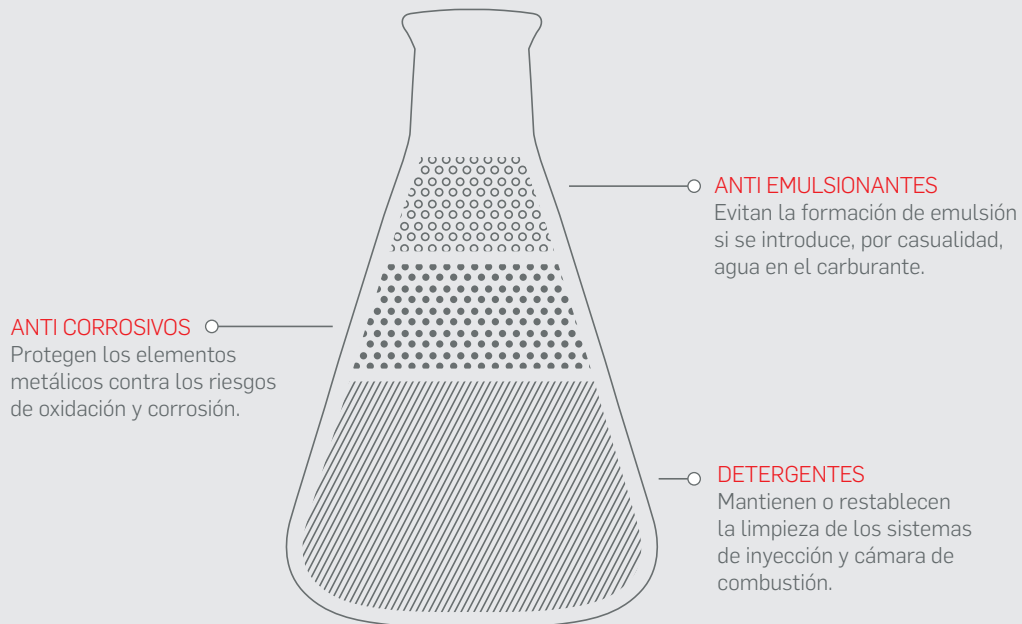 ANTI EMULSIONANTES
Evitan la formación de emulsión
si se introduce, por casualidad,
agua en el carburante.
ANTI CORROSIVOS
Protegen los elementos
metálicos contra los riesgos
de oxidación y corrosión.
DETERGENTES
Mantienen o restablecen
la limpieza de los sistemas
de inyección y cámara de
combustión.